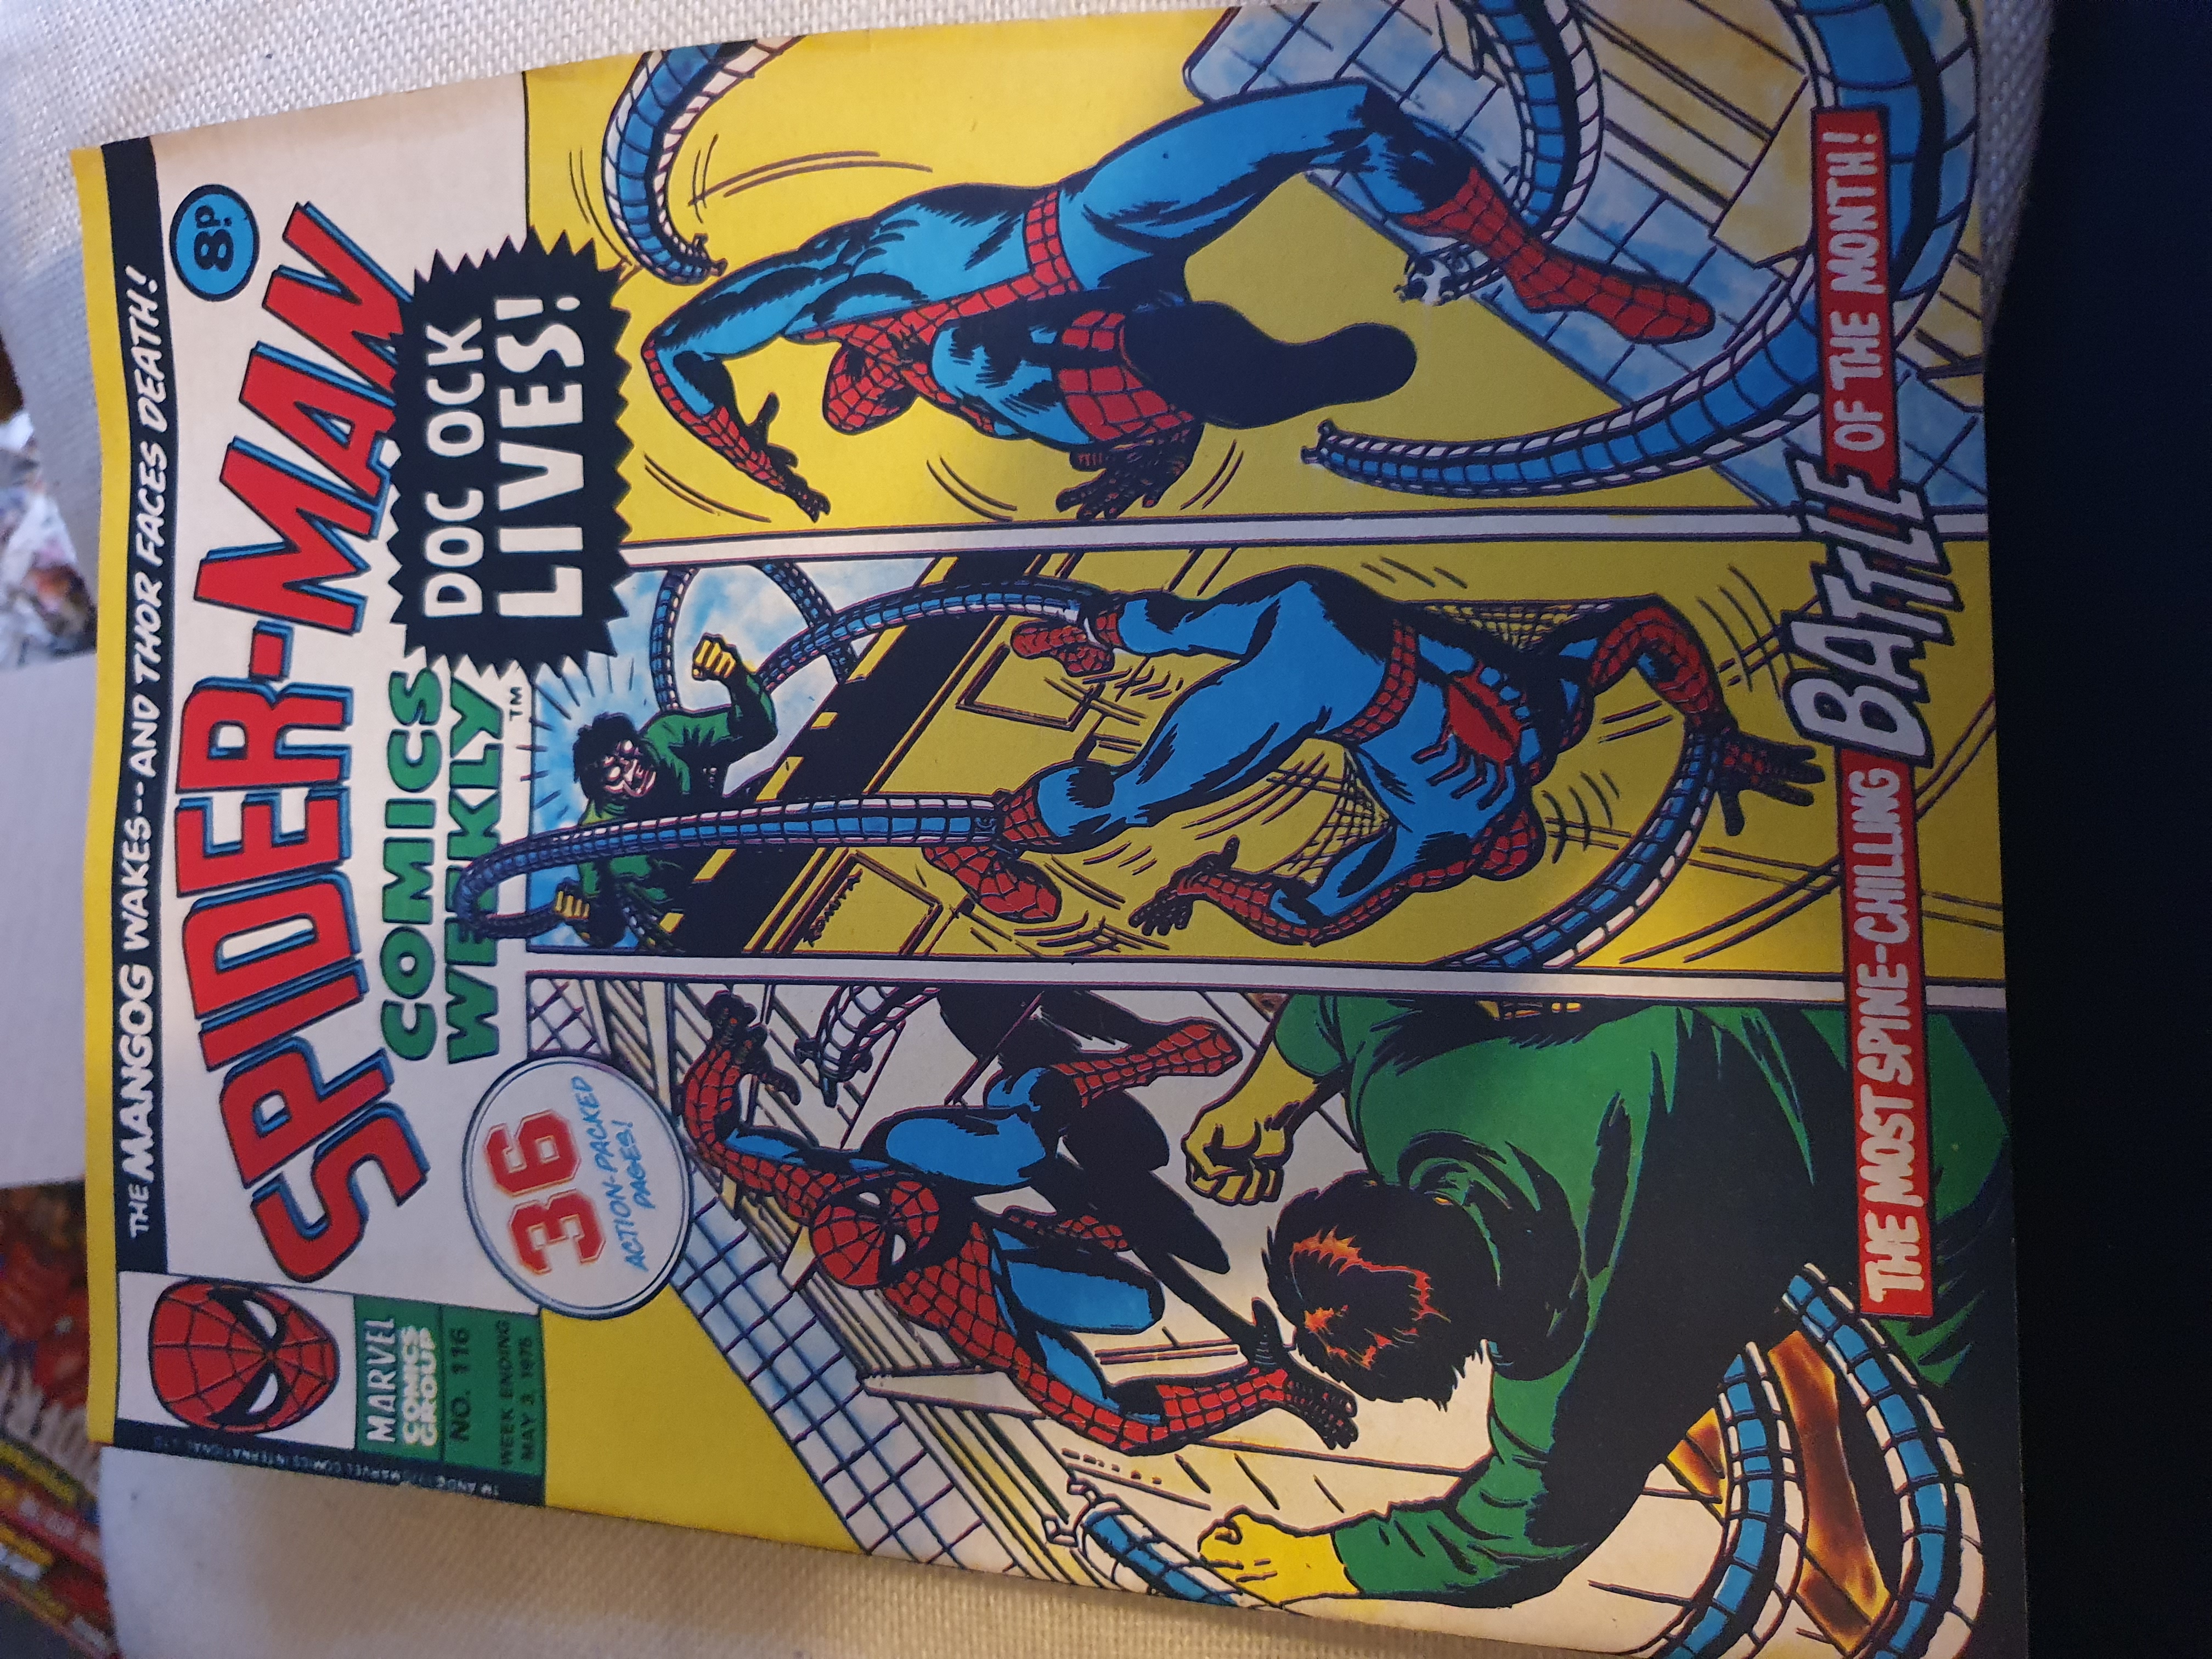 THE MANGOG WAKES--AND THOR FACES DEATH!
MARVEL
COMICS
GROUP
NO. 116
WEEK ENDING
MAY 3, 1975
SPIDER-MAN
8p.
COMICS
WEEKLY
TM
36
ACTION-PACKED
PAGES!
DOC OCK
LIVES!
THE MOST SPINE-CHILLING BATTLE OF THE MONTH!